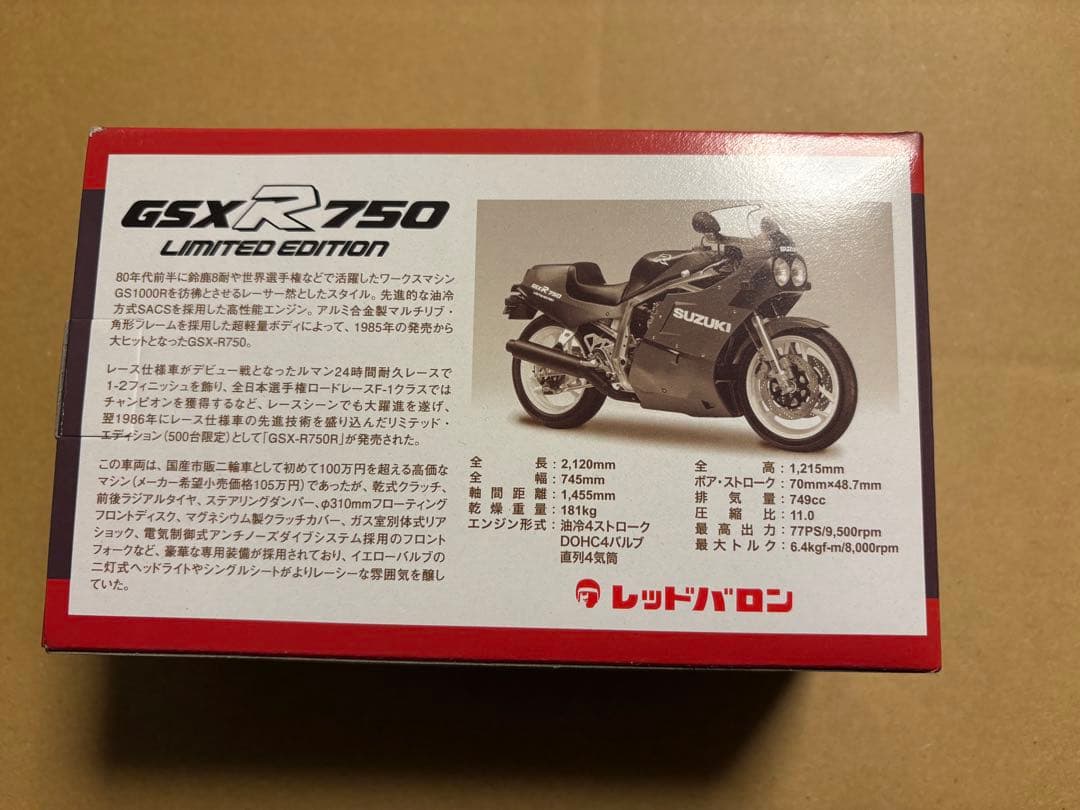 GSX R 750
LIMITED EDITION
80年代前半に鈴鹿8耐や世界選手権などで活躍したワークスマシン
GS1000Rを彷彿とさせるレーサー然としたスタイル。先進的な油冷
方式SACSを採用した高性能エンジン。アルミ合金製マルチリブ・
角形フレームを採用した超軽量ボディによって、1985年の発売から
大ヒットとなったGSX-R750。
レース仕様車がデビュー戦となったルマン24時間耐久レースで
1-2フィニッシュを飾り、全日本選手権ロードレースF-1クラスでは
チャンピオンを獲得するなど、レースシーンでも大躍進を遂げ、
翌1986年にレース仕様車の先進技術を盛り込んだリミテッド・
エディション(500台限定)として「GSX-R750R」が発売された。
この車両は、国産市販二輪車として初めて100万円を超える高価な
マシン(メーカー希望小売価格105万円)であったが、乾式クラッチ、
前後ラジアルタイヤ、ステアリングダンパー、φ310mmフローティング
フロントディスク、マグネシウム製クラッチカバー、ガス室別体式リア
ショック、電気制御式アンチノーズダイブシステム採用のフロント
フォークなど、豪華な専用装備が採用されており、イエローバルブの
二灯式ヘッドライトやシングルシートがよりレーシーな雰囲気を醸し
ていた。
GSX R 750
SUZUKI
SUZUKI
全長:2,120mm
全幅:745mm
軸間距離:1,455mm
乾燥重量:181kg
エンジン形式:油冷4ストローク
DOHC4バルブ
直列4気筒
全高:1,215mm
ボア・ストローク:70mm×48.7mm
排気量:749cc
圧縮比:11.0
最高出力:77PS/9,500rpm
最大トルク:6.4kgf-m/8,000rpm
レッドバロン